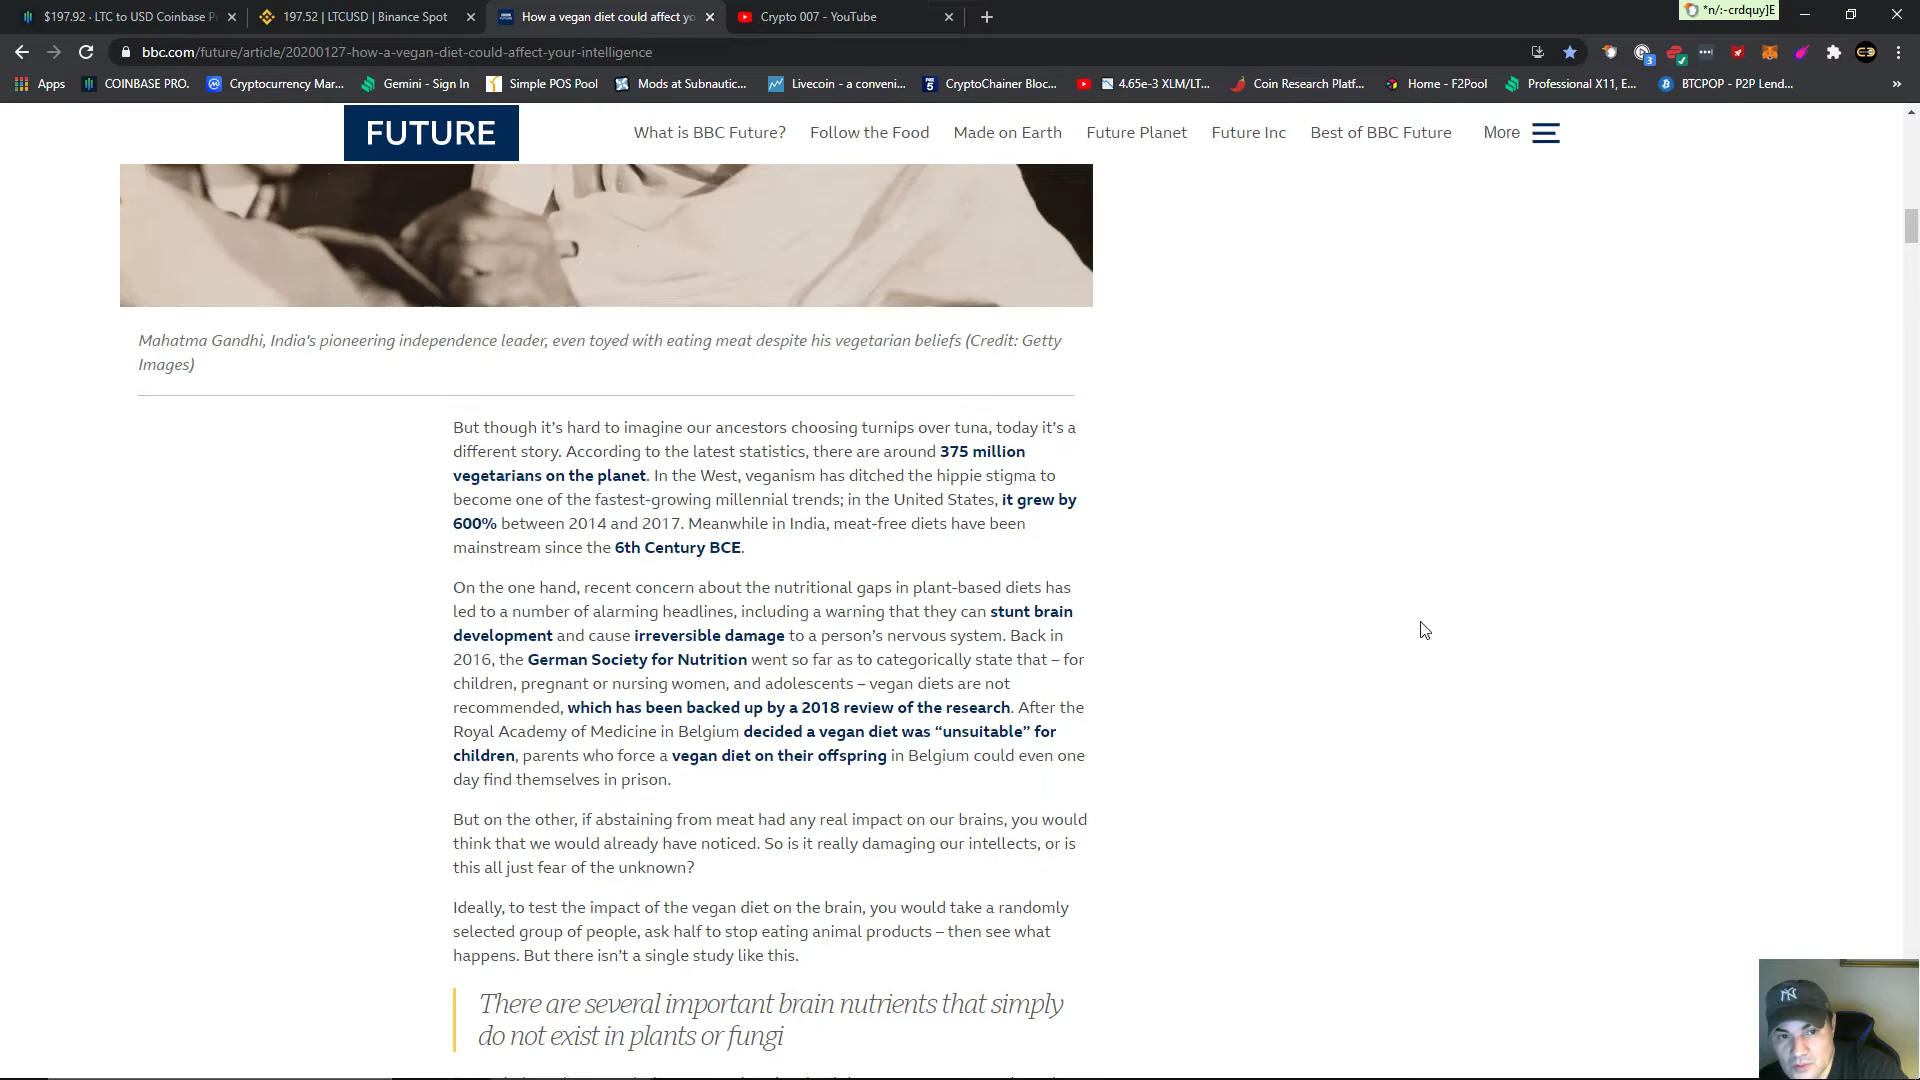 $197.92 · LTC to USD Coinbase P
197.52 | LTCUSD | Binance Spot
How a vegan diet could affect yo
Crypto 007 - YouTube
*n/:-crdquy]E
bbc.com/future/article/20200127-how-a-vegan-diet-could-affect-your-intelligence
3
Apps
COINBASE PRO.
Cryptocurrency Mar...
Gemini - Sign In
Simple POS Pool
Mods at Subnautic...
Livecoin - a conveni...
CryptoChainer Bloc...
4.65e-3 XLM/LT...
Coin Research Platf...
Home - F2Pool
Professional X11, E...
BTCPOP - P2P Lend...
»
FUTURE
What is BBC Future?
Follow the Food
Made on Earth
Future Planet
Future Inc
Best of BBC Future
More
Mahatma Gandhi, India's pioneering independence leader, even toyed with eating meat despite his vegetarian beliefs (Credit: Getty
Images)
But though it’s hard to imagine our ancestors choosing turnips over tuna, today it’s a
different story. According to the latest statistics, there are around 375 million
vegetarians on the planet. In the West, veganism has ditched the hippie stigma to
become one of the fastest-growing millennial trends; in the United States, it grew by
600% between 2014 and 2017. Meanwhile in India, meat-free diets have been
mainstream since the 6th Century BCE.
On the one hand, recent concern about the nutritional gaps in plant-based diets has
led to a number of alarming headlines, including a warning that they can stunt brain
development and cause irreversible damage to a person’s nervous system. Back in
2016, the German Society for Nutrition went so far as to categorically state that – for
children, pregnant or nursing women, and adolescents – vegan diets are not
recommended, which has been backed up by a 2018 review of the research. After the
Royal Academy of Medicine in Belgium decided a vegan diet was “unsuitable” for
children, parents who force a vegan diet on their offspring in Belgium could even one
day find themselves in prison.
But on the other, if abstaining from meat had any real impact on our brains, you would
think that we would already have noticed. So is it really damaging our intellects, or is
this all just fear of the unknown?
Ideally, to test the impact of the vegan diet on the brain, you would take a randomly
selected group of people, ask half to stop eating animal products – then see what
happens. But there isn’t a single study like this.
There are several important brain nutrients that simply
do not exist in plants or fungi